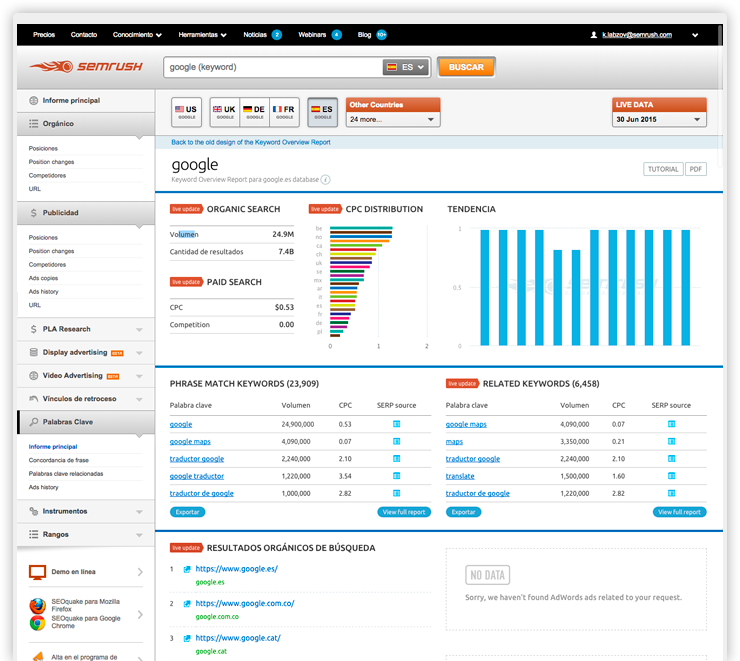 Precios Contacto Conocimiento Herramientas Noticias 2 Webinars 4 Blog 10+ k.labzov@semrush.com
SEMRUSH
google (keyword) ES BUSCAR
Informe principal
Orgánico
Posiciones
Position changes
Competidores
URL
Publicidad
Posiciones
Position changes
Competidores
Ads copies
Ads history
URL
PLA Research
Display advertising BETA
Video Advertising BETA
Vínculos de retroceso
Palabras Clave
Informe principal
Concordancia de frase
Palabras clave relacionadas
Ads history
Instrumentos
Rangos
Demo en línea
SEOquake para Mozilla
Firefox
SEOquake para Google
Chrome
Alta en el programa de
US UK DE FR ES
GOOGLE GOOGLE GOOGLE GOOGLE GOOGLE
Other Countries
24 more...
LIVE DATA
30 Jun 2015
Back to the old design of the Keyword Overview Report
google
Keyword Overview Report para google.es database i
TUTORIAL PDF
live update ORGANIC SEARCH
Volumen 24.9M
Cantidad de resultados 7.4B
live update PAID SEARCH
CPC $0.53
Competition 0.00
live update CPC DISTRIBUTION
be
no
ca
ch
uk
se
mx
ar
it
es
fr
de
pl
0 1 2
TENDENCIA
1
0.5
0
PHRASE MATCH KEYWORDS (23,909)
Palabra clave Volumen CPC SERP source
google 24,900,000 0.53
google maps 4,090,000 0.07
traductor google 2,240,000 2.10
google traductor 1,220,000 3.54
traductor de google 1,000,000 2.82
Exportar View full report
live update RELATED KEYWORDS (6,458)
Palabra clave Volumen CPC SERP source
google maps 4,090,000 0.07
maps 3,350,000 0.21
traductor google 2,240,000 2.10
translate 1,500,000 1.60
traductor de google 1,220,000 2.82
Exportar View full report
live update RESULTADOS ORGÁNICOS DE BÚSQUEDA
1 https://www.google.es/
google.es
2 https://www.google.com.co/
google.com.co
3 https://www.google.cat/
google.cat
NO DATA
Sorry, we haven't found AdWords ads related to your request.